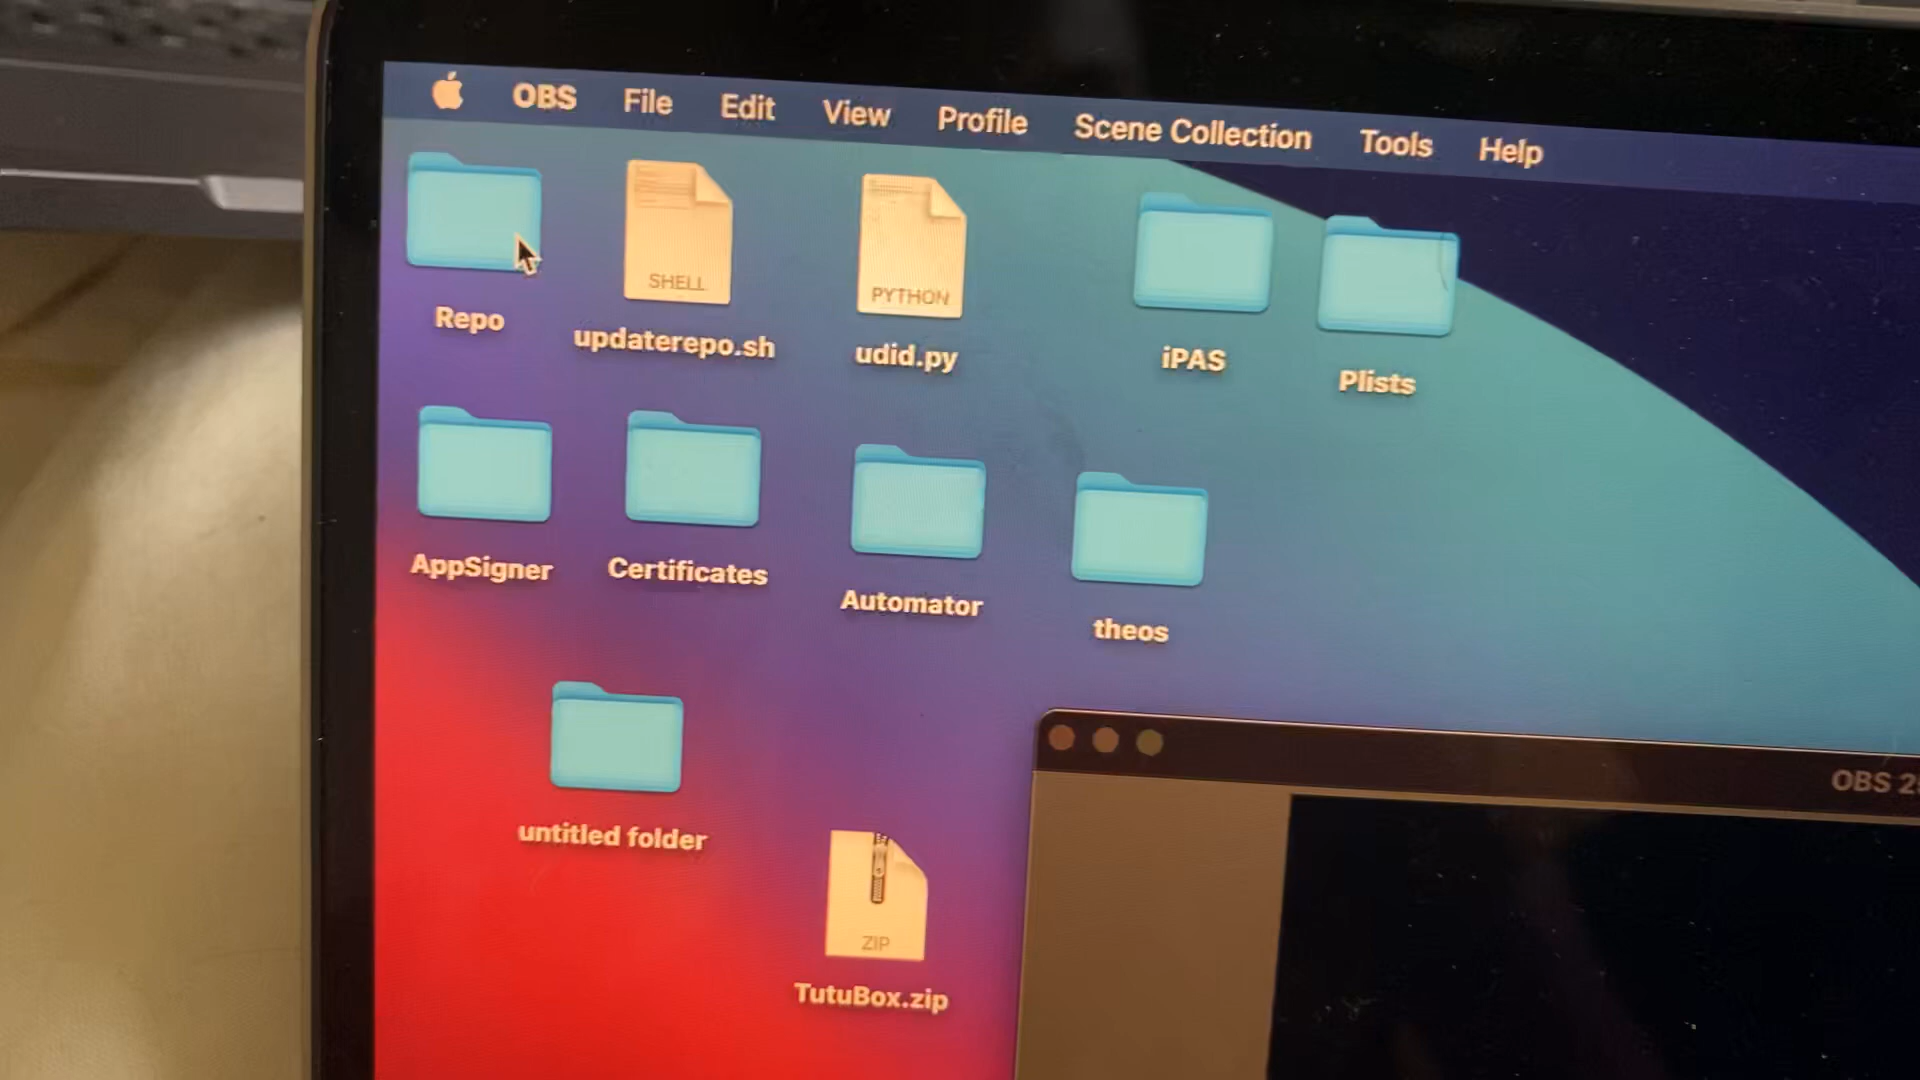 OBS File Edit View Profile Scene Collection Tools Help
SHELL
PYTHON
Repo
updaterepo.sh
udid.py
iPAS
Plists
AppSigner
Certificates
Automator
theos
untitled folder
OBS
ZIP
TutuBox.zip